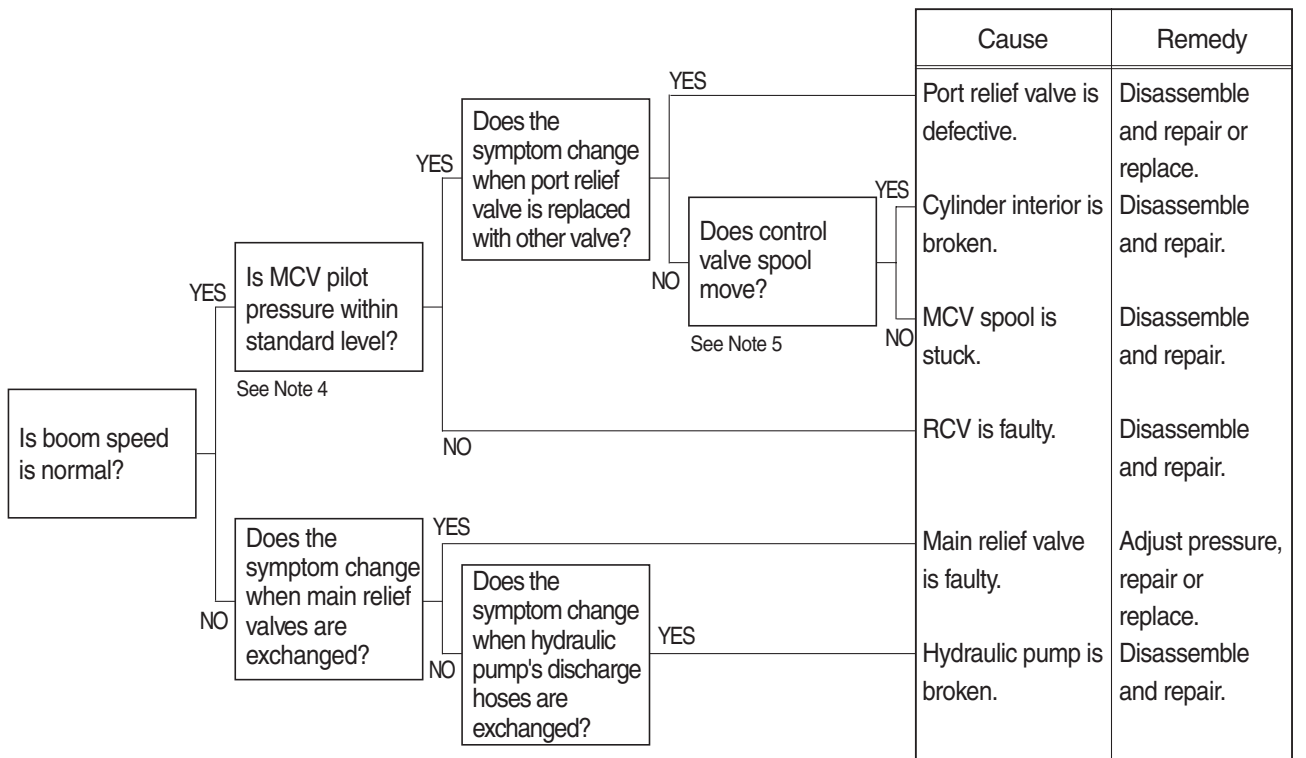 Cause
Remedy
YES
Port relief valve is
defective.
Disassemble
and repair or
replace.
Does the
symptom change
when port relief
valve is replaced
with other valve?
YES
YES
Cylinder interior is
broken.
Disassemble
and repair.
Does control
valve spool
move?
NO
See Note 5
NO
MCV spool is
stuck.
Disassemble
and repair.
YES
Is MCV pilot
pressure within
standard level?
See Note 4
NO
RCV is faulty.
Disassemble
and repair.
Is boom speed
is normal?
NO
Does the
symptom change
when main relief
valves are
exchanged?
YES
Main relief valve
is faulty.
Adjust pressure,
repair or
replace.
NO
Does the
symptom change
when hydraulic
pump's discharge
hoses are
exchanged?
YES
Hydraulic pump is
broken.
Disassemble
and repair.